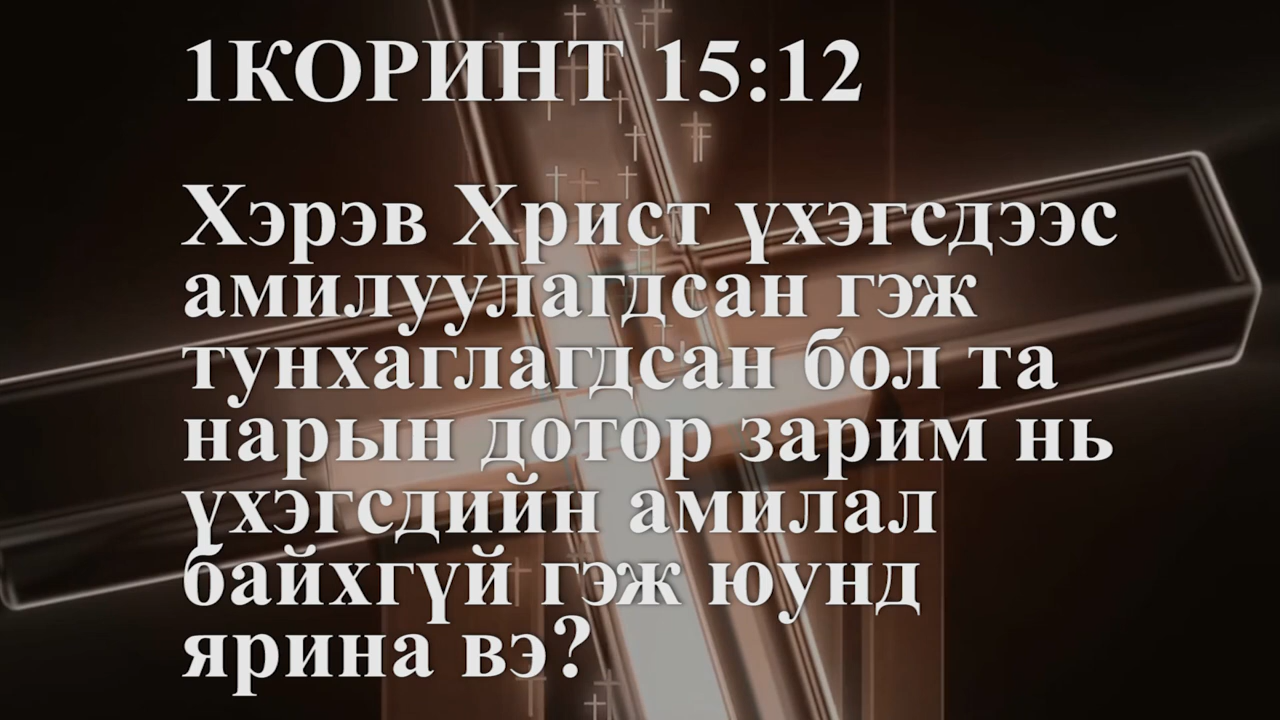 1КОРИНТ 15:12
Хэрэв Христ үхэгсдээс
амилуулагдсан гэж
тунхаглагдсан бол та
нарын дотор зарим нь
үхэгсдийн амилал
байхгүй гэж юунд
ярина вэ?